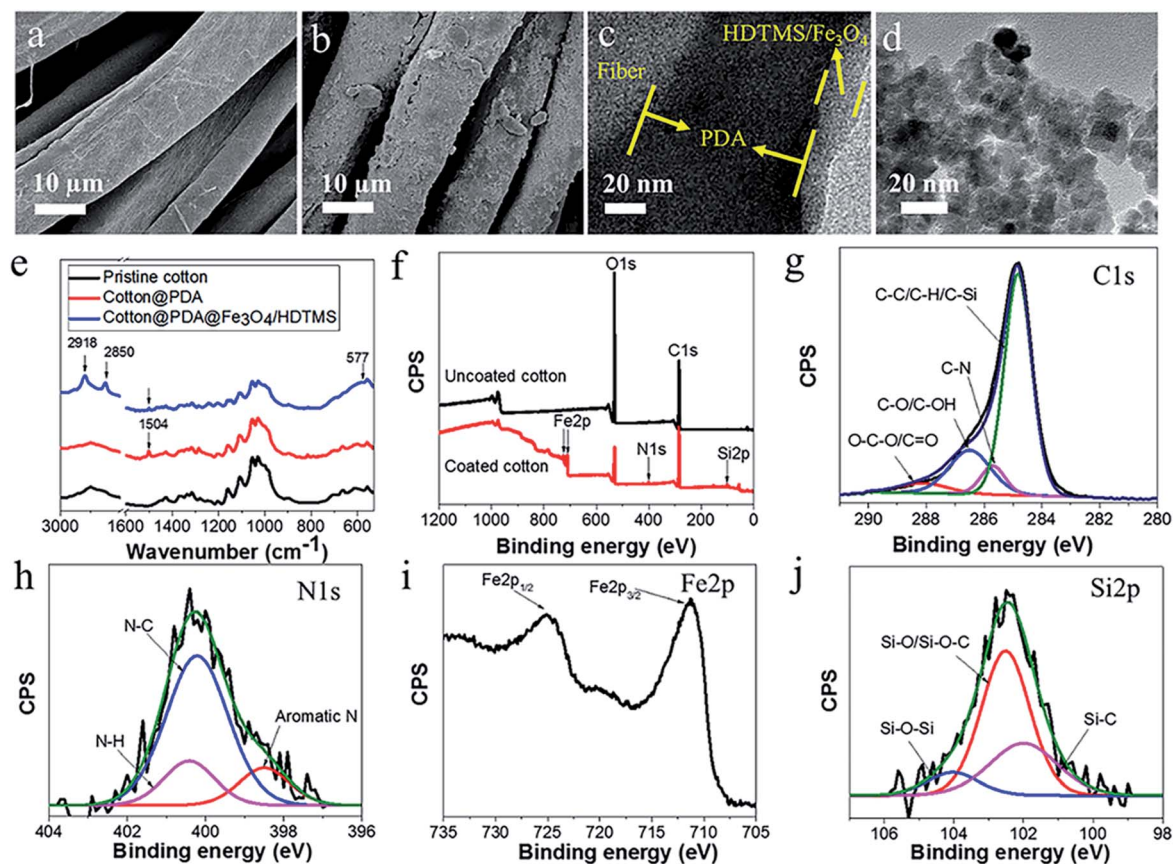 a
10 µm
b
10 µm
c
HDTMS/Fe₃O₄
Fiber
PDA
20 nm
d
20 nm
e
Pristine cotton
Cotton@PDA
Cotton@PDA@Fe₃O₄/HDTMS
2918
2850
577
1504
3000 1600 1400 1200 1000 800 600
Wavenumber (cm⁻¹)
f
O1s
C1s
Uncoated cotton
Fe2p
N1s
Si2p
Coated cotton
CPS
1200 1000 800 600 400 200 0
Binding energy (eV)
g
C1s
C-C/C-H/C-Si
C-N
C-O/C-OH
O-C-O/C=O
CPS
290 288 286 284 282 280
Binding energy (eV)
h
N1s
N-C
Aromatic N
N-H
CPS
404 402 400 398 396
Binding energy (eV)
i
Fe2p
Fe2p₁/₂
Fe2p₃/₂
CPS
735 730 725 720 715 710 705
Binding energy (eV)
j
Si2p
Si-O/Si-O-C
Si-O-Si
Si-C
CPS
106 104 102 100 98
Binding energy (eV)